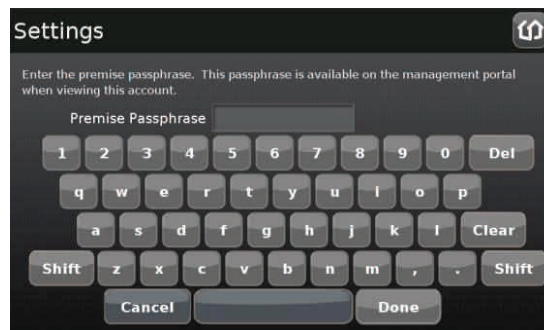 Settings
Enter the premise passphrase. This passphrase is available on the management portal
when viewing this account.
Premise Passphrase
1 2 3 4 5 6 7 8 9 0 Del
q w e r t y u i o p
a s d f g h j k l Clear
Shift z x c v b n m , . Shift
Cancel Done